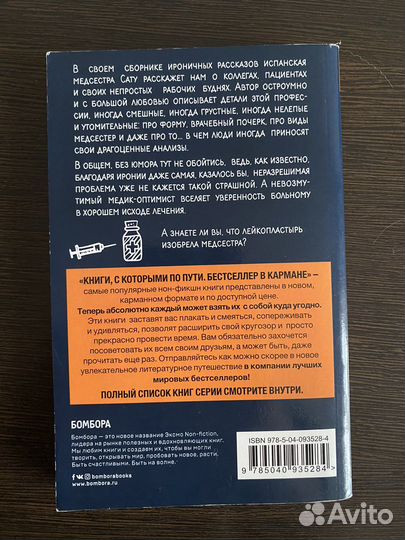 В своем сборнике ироничных рассказов испанская
медсестра Сату расскажет нам о коллегах, пациентах
и своих непростых рабочих буднях. Автор остроумно
и с большой любовью описывает детали этой профес-
сии, иногда смешные, иногда грустные, иногда нелепые
и утомительные: про форму, врачебный почерк, про виды
медсестер и даже про то... в чем люди иногда приносят
свои драгоценные анализы.
В общем, без юмора тут не обойтись, ведь, как известно,
благодаря иронии даже самая, казалось бы, неразрешимая
проблема уже не кажется такой страшной. А невозму-
тимый медик-оптимист вселяет уверенность больному
в хорошем исходе лечения.
А знаете ли вы, что лейкопластырь
изобрела медсестра?
«КНИГИ, С КОТОРЫМИ ПО ПУТИ. БЕСТСЕЛЛЕР В КАРМАНЕ» –
самые популярные нон-фикшн книги представлены в новом,
карманном формате и по доступной цене.
Теперь абсолютно каждый может взять их с собой куда угодно.
Эти книги заставят вас плакать и смеяться, сопереживать
и удивляться, позволят расширить свой кругозор и просто
прекрасно провести время. Вам обязательно захочется
посоветовать их всем своим друзьям, а может быть, даже
прочитать еще раз. Отправляйтесь как можно скорее в новое
увлекательное литературное путешествие в компании лучших
мировых бестселлеров!
ПОЛНЫЙ СПИСОК КНИГ СЕРИИ СМОТРИТЕ ВНУТРИ.
БОМБОРА
Бомбора – это новое название Эксмо Non-fiction,
лидера на рынке полезных и вдохновляющих книг.
Мы любим книги и создаем их, чтобы вы могли
творить, открывать мир, пробовать новое, расти.
Быть счастливыми. Быть на волне.
bomborabooks
www.bombora.ru
ISBN 978-5-04-093528-4
9 785040 935284 >
Avito